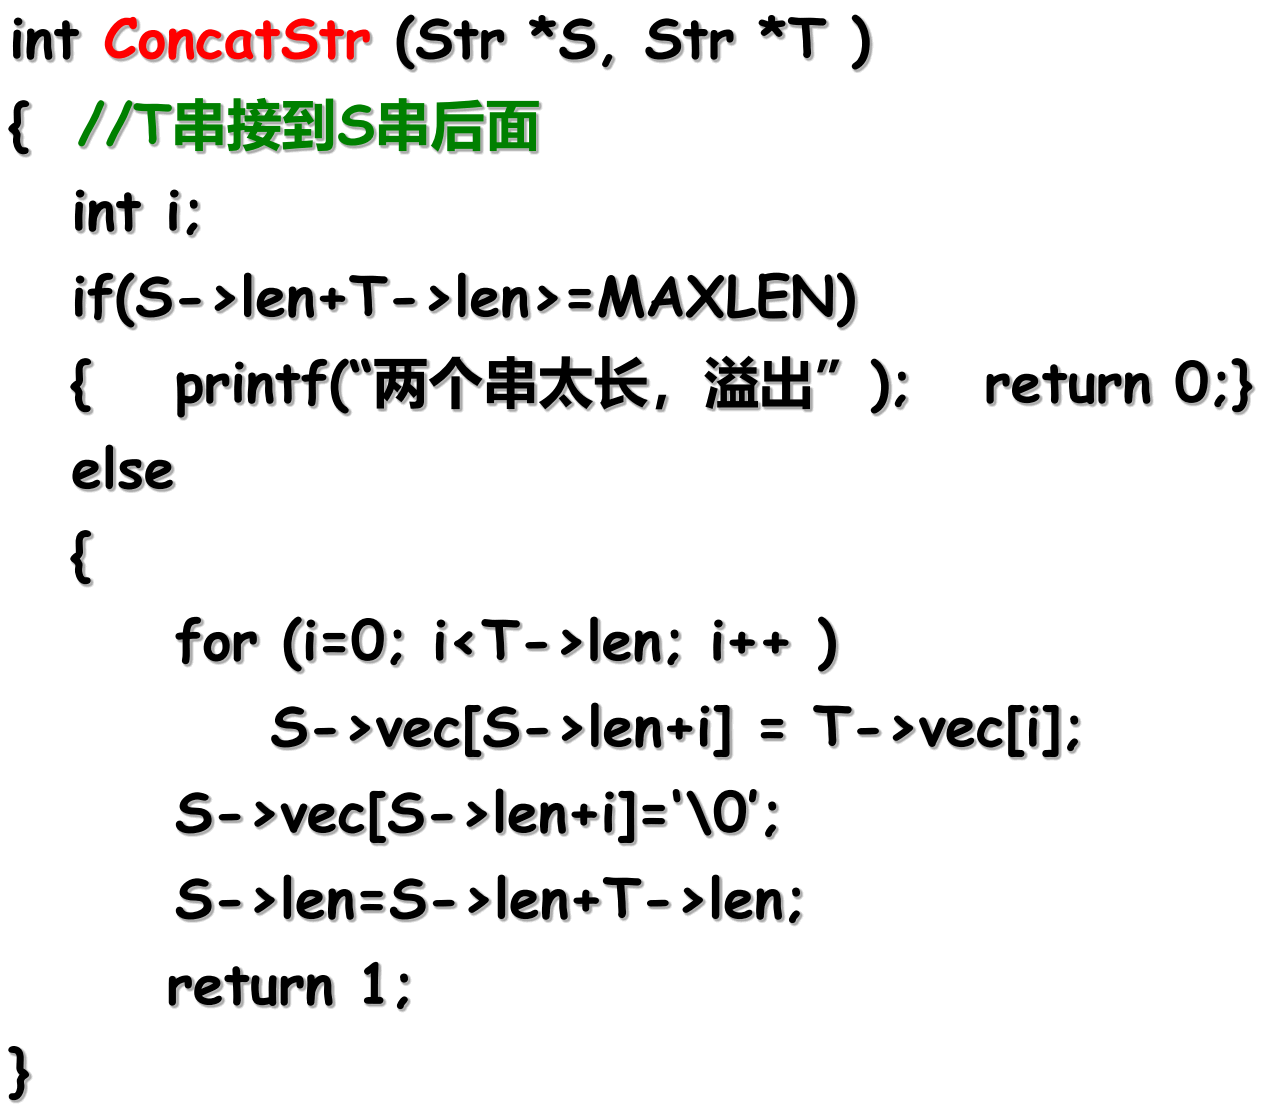 int ConcatStr (Str *S, Str *T )
{ //T串接到S串后面
int i;
if(S->len+T->len>=MAXLEN)
{ printf(“两个串太长，溢出” ); return 0;}
else
{
for (i=0; i<T->len; i++ )
S->vec[S->len+i] = T->vec[i];
S->vec[S->len+i]=‘\0’;
S->len=S->len+T->len;
return 1;
}